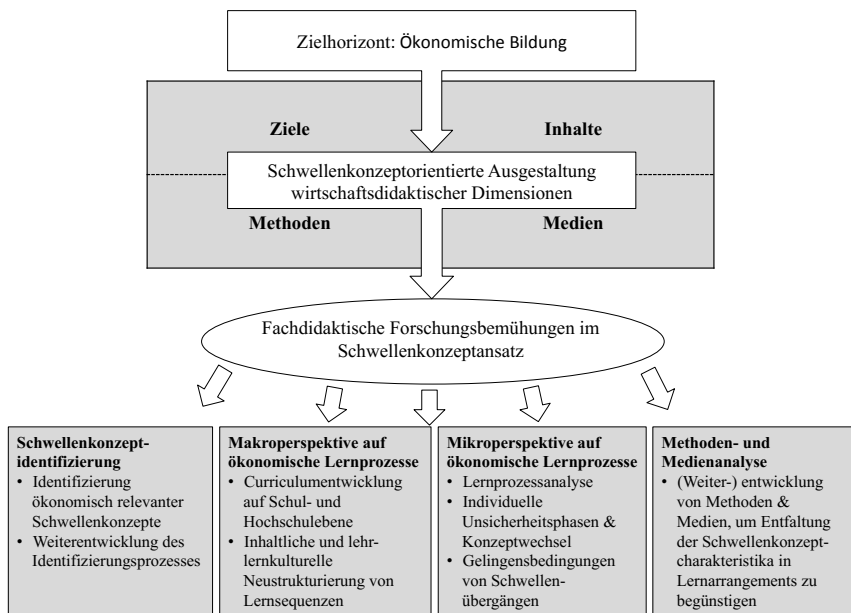 Zielhorizont: Ökonomische Bildung
Ziele
Inhalte
Schwellenkonzeptorientierte Ausgestaltung
wirtschaftsdidaktischer Dimensionen
Methoden
Medien
Fachdidaktische Forschungsbemühungen im
Schwellenkonzeptansatz
Schwellenkonzept-
identifizierung
• Identifizierung
ökonomisch relevanter
Schwellenkonzepte
• Weiterentwicklung des
Identifizierungsprozesses
Makroperspektive auf
ökonomische Lernprozesse
• Curriculumentwicklung
auf Schul- und
Hochschulebene
• Inhaltliche und lehr-
lernkulturelle
Neustrukturierung von
Lernsequenzen
Mikroperspektive auf
ökonomische Lernprozesse
• Lernprozessanalyse
• Individuelle
Unsicherheitsphasen &
Konzeptwechsel
• Gelingensbedingungen
von Schwellen-
übergängen
Methoden- und
Medienanalyse
• (Weiter-) entwicklung
von Methoden &
Medien, um Entfaltung
der Schwellenkonzept-
charakteristika in
Lernarrangements zu
begünstigen